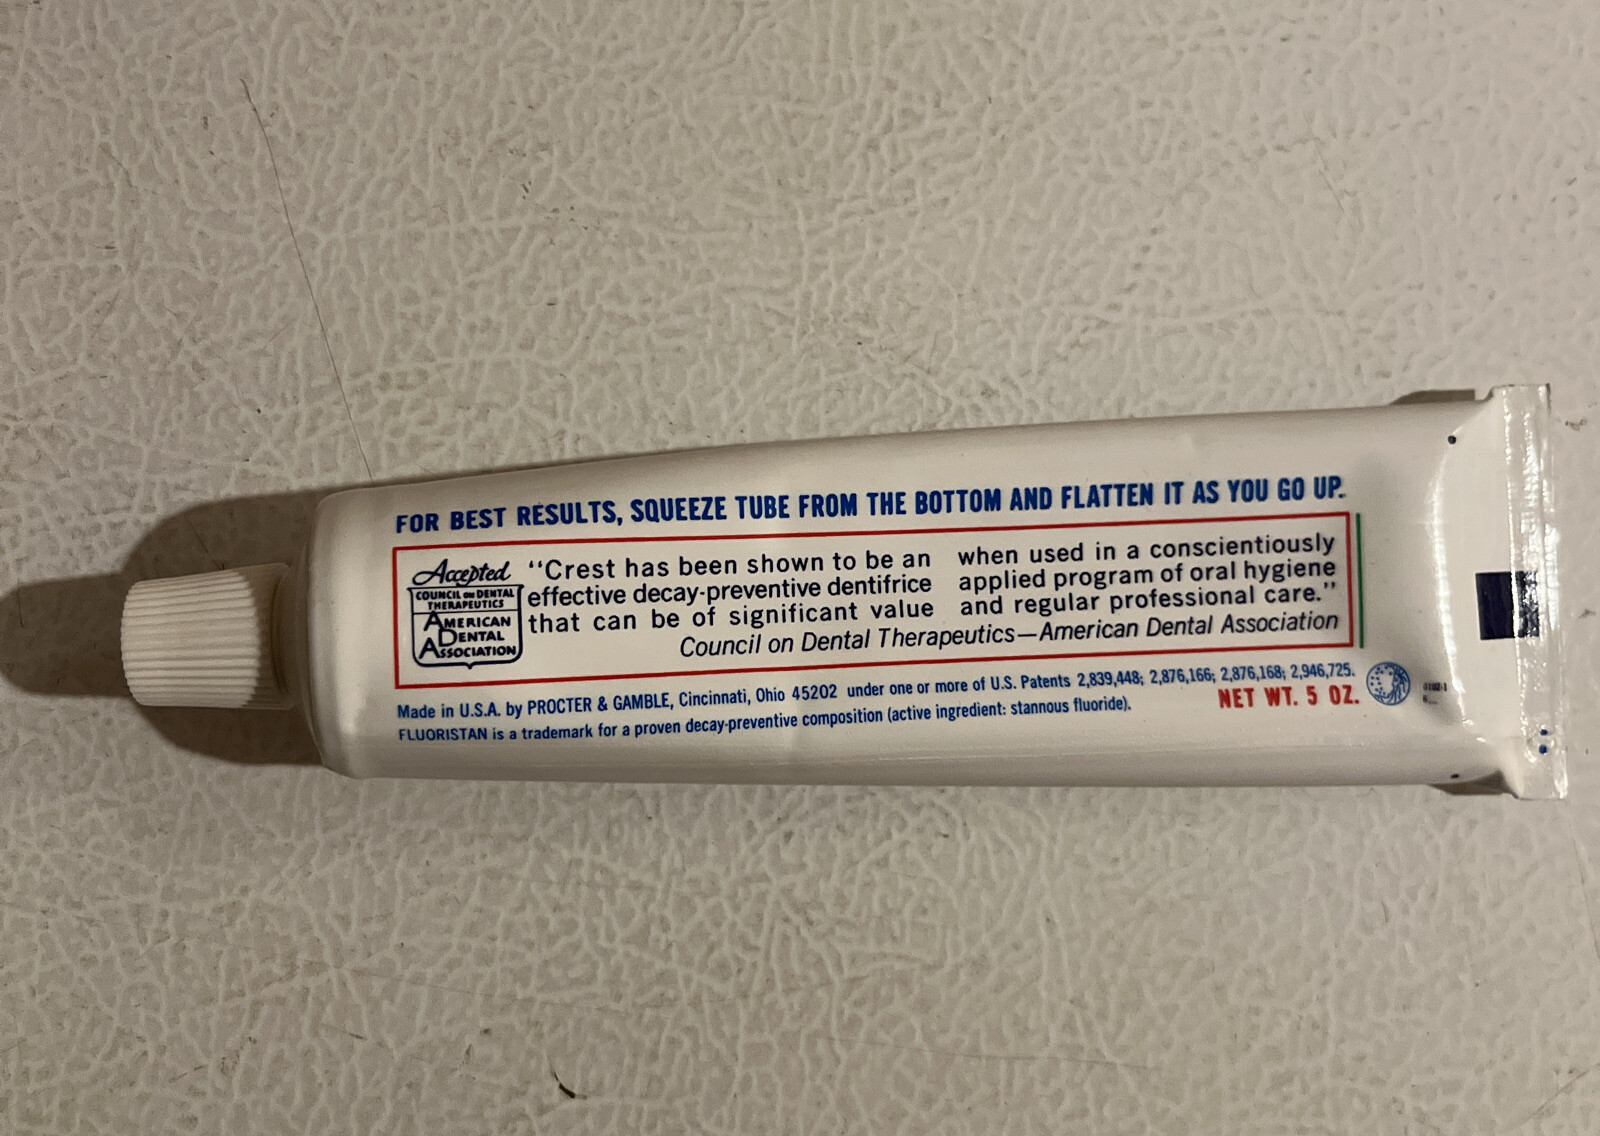 FOR BEST RESULTS, SQUEEZE TUBE FROM THE BOTTOM AND FLATTEN IT AS YOU GO UP.
Accepted
COUNCIL ON DENTAL
THERAPEUTICS
AMERICAN
DENTAL
ASSOCIATION
"Crest has been shown to be an
effective decay-preventive dentifrice
that can be of significant value
when used in a conscientiously
applied program of oral hygiene
and regular professional care."
Council on Dental Therapeutics—American Dental Association
Made in U.S.A. by PROCTER & GAMBLE, Cincinnati, Ohio 45202 under one or more of U.S. Patents 2,839,448; 2,876,166; 2,876,168; 2,946,725.
FLUORISTAN is a trademark for a proven decay-preventive composition (active ingredient: stannous fluoride).
NET WT. 5 OZ.